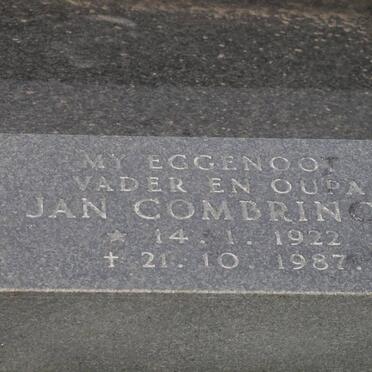 MY EGGENOOT
VADER EN OUPA
JAN COMBRINC
* 14. 1. 1922
✝ 21. 10. 1987.